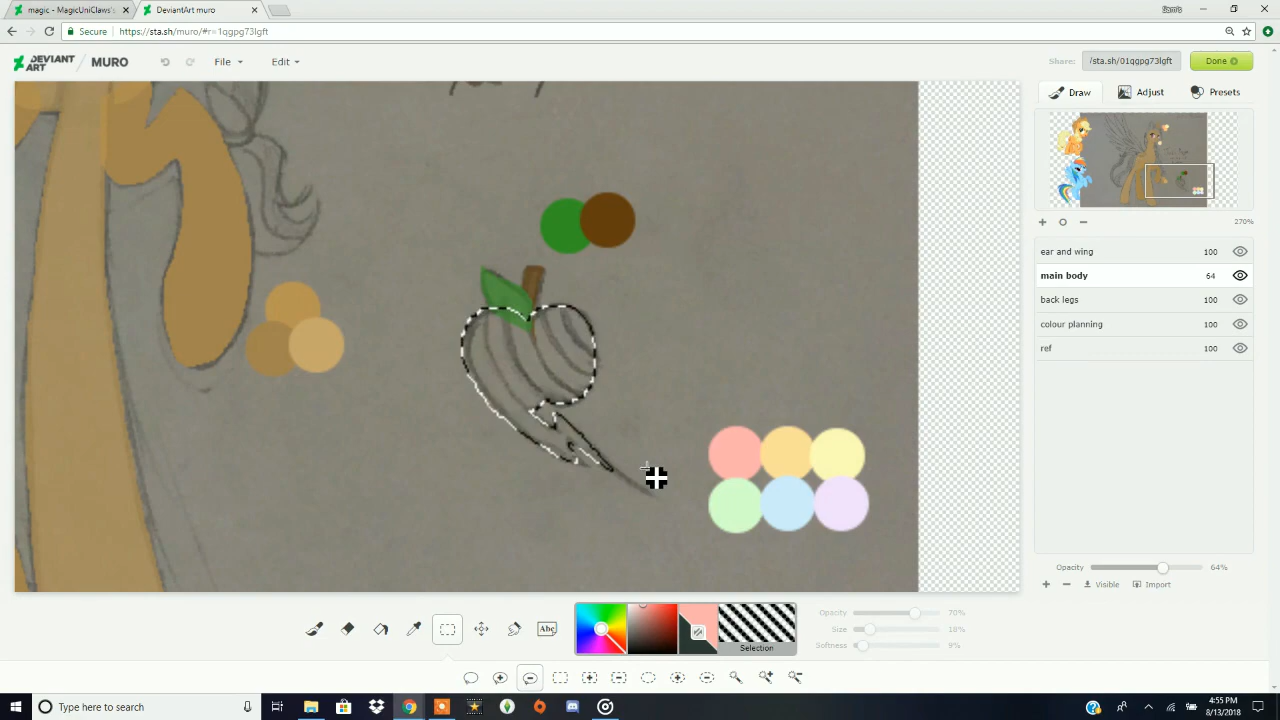 magic - MagicUniClaw's
DeviantArt muro
Secure | https://sta.sh/muro/#r=1qgpg73lgft
DEVIANT ART / MURO
File
Edit
Share: /sta.sh/01qgpg73lgft
Done
Draw
Adjust
Presets
270%
ear and wing 100
main body 64
back legs 100
colour planning 100
ref 100
Opacity 64%
Visible
Import
Abc
Selection
Opacity 70%
Size 18%
Softness 9%
Type here to search
4:55 PM
8/13/2018